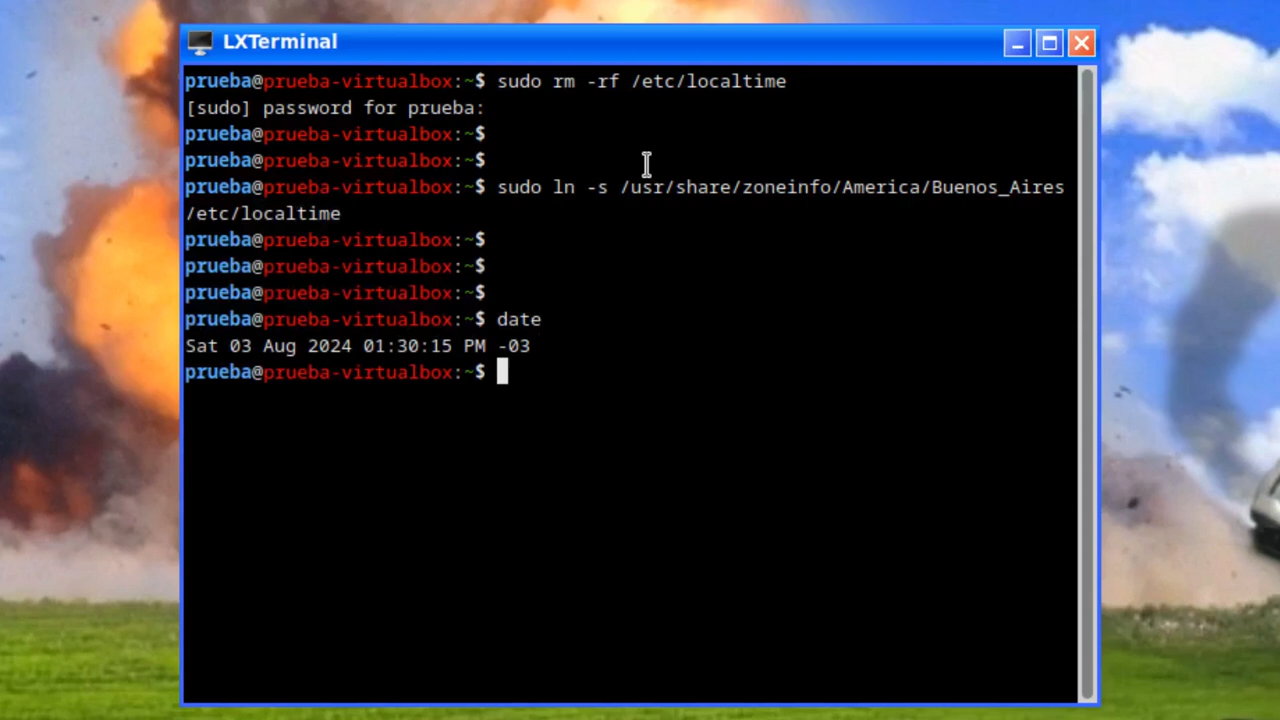 LXTerminal
prueba@prueba-virtualbox:~$ sudo rm -rf /etc/localtime
[sudo] password for prueba:
prueba@prueba-virtualbox:~$
prueba@prueba-virtualbox:~$
prueba@prueba-virtualbox:~$ sudo ln -s /usr/share/zoneinfo/America/Buenos_Aires
/etc/localtime
prueba@prueba-virtualbox:~$
prueba@prueba-virtualbox:~$
prueba@prueba-virtualbox:~$
prueba@prueba-virtualbox:~$ date
Sat 03 Aug 2024 01:30:15 PM -03
prueba@prueba-virtualbox:~$